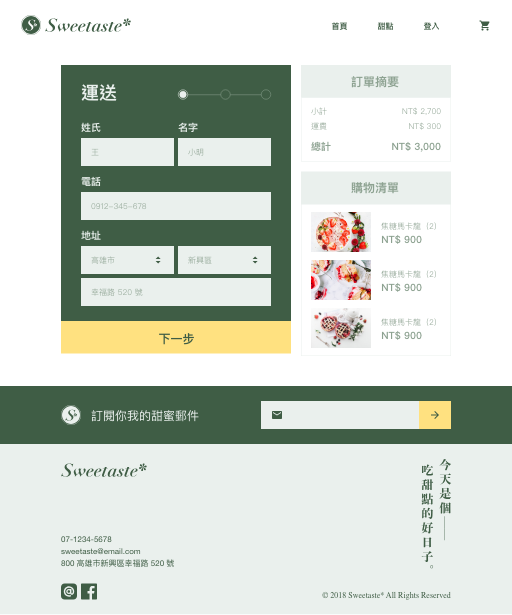 Sweetaste*
首頁 甜點 登入
運送
姓氏 名字
王 小明
電話
0912-345-678
地址
高雄市 新興區
幸福路 520 號
下一步
訂單摘要
小計 NT$ 2,700
運費 NT$ 300
總計 NT$ 3,000
購物清單
焦糖馬卡龍 (2)
NT$ 900
焦糖馬卡龍 (2)
NT$ 900
焦糖馬卡龍 (2)
NT$ 900
訂閱你我的甜蜜郵件
Sweetaste*
07-1234-5678
sweetaste@email.com
800 高雄市新興區幸福路 520 號
今天是個
吃甜點的好日子。
© 2018 Sweetaste* All Rights Reserved